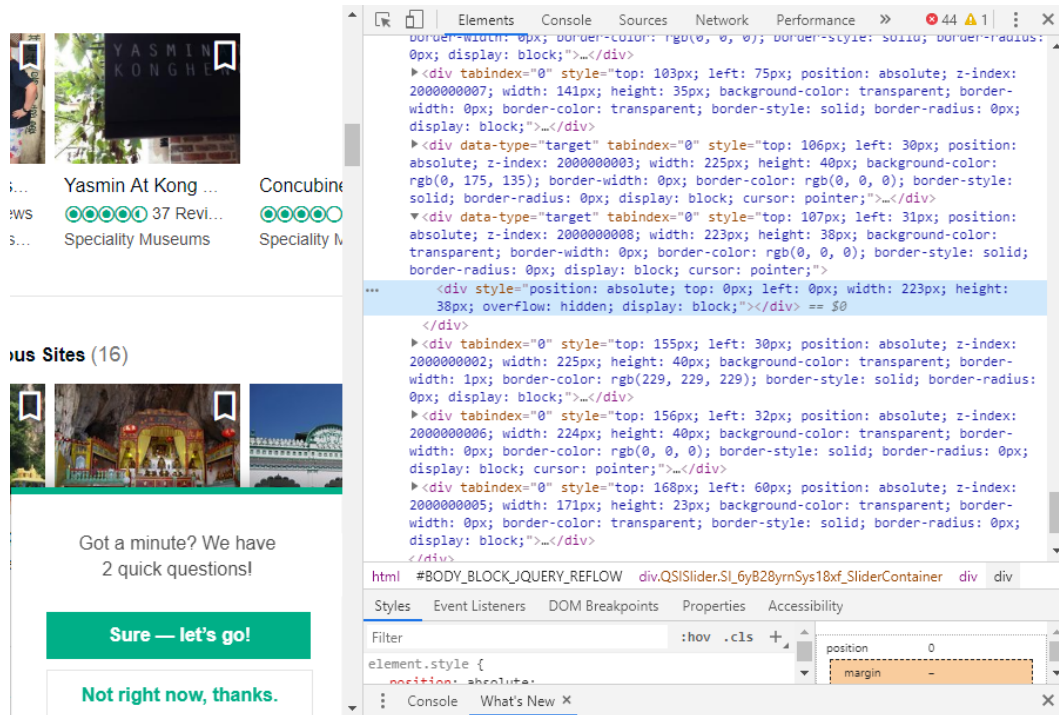 YASMIN
KONGHEN
s...
Yasmin At Kong ...
Concubine
ews
37 Revi...
s...
Speciality Museums
Speciality M
ous Sites (16)
Got a minute? We have
2 quick questions!
Sure — let's go!
Not right now, thanks.
Elements Console Sources Network Performance » 44 1
border-width: 0px; border-color: rgb(0, 0, 0); border-style: solid; border-radius:
0px; display: block;">…</div>
<div tabindex="0" style="top: 103px; left: 75px; position: absolute; z-index:
2000000007; width: 141px; height: 35px; background-color: transparent; border-
width: 0px; border-color: transparent; border-style: solid; border-radius: 0px;
display: block;">…</div>
<div data-type="target" tabindex="0" style="top: 106px; left: 30px; position:
absolute; z-index: 2000000003; width: 225px; height: 40px; background-color:
rgb(0, 175, 135); border-width: 0px; border-color: rgb(0, 0, 0); border-style:
solid; border-radius: 0px; display: block; cursor: pointer;">…</div>
<div data-type="target" tabindex="0" style="top: 107px; left: 31px; position:
absolute; z-index: 2000000008; width: 223px; height: 38px; background-color:
transparent; border-width: 0px; border-color: rgb(0, 0, 0); border-style: solid;
border-radius: 0px; display: block; cursor: pointer;">
... <div style="position: absolute; top: 0px; left: 0px; width: 223px; height:
38px; overflow: hidden; display: block;"></div> == $0
</div>
<div tabindex="0" style="top: 155px; left: 30px; position: absolute; z-index:
2000000002; width: 225px; height: 40px; background-color: transparent; border-
width: 1px; border-color: rgb(229, 229, 229); border-style: solid; border-radius:
0px; display: block;">…</div>
<div tabindex="0" style="top: 156px; left: 32px; position: absolute; z-index:
2000000006; width: 224px; height: 40px; background-color: transparent; border-
width: 0px; border-color: rgb(0, 0, 0); border-style: solid; border-radius: 0px;
display: block; cursor: pointer;">…</div>
<div tabindex="0" style="top: 168px; left: 60px; position: absolute; z-index:
2000000005; width: 171px; height: 23px; background-color: transparent; border-
width: 0px; border-color: transparent; border-style: solid; border-radius: 0px;
display: block;">…</div>
</div>
html #BODY_BLOCK_JQUERY_REFLOW div.QSISlider.SI_6yB28yrnSys18xf_SliderContainer div div
Styles Event Listeners DOM Breakpoints Properties Accessibility
Filter :hov .cls +
element.style {
position: absolute;
position 0
margin –
Console What's New ×